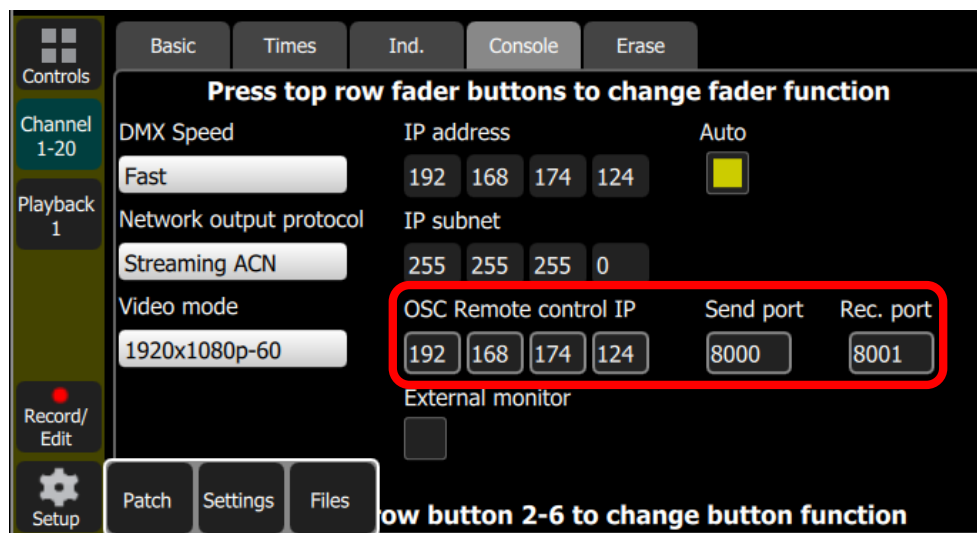 Controls
Channel
1-20
Playback
1
Record/
Edit
Setup
Basic Times Ind. Console Erase
Press top row fader buttons to change fader function
DMX Speed IP address Auto
Fast 192 168 174 124
Network output protocol IP subnet
Streaming ACN 255 255 255 0
Video mode OSC Remote control IP Send port Rec. port
1920x1080p-60 192 168 174 124 8000 8001
External monitor
Patch Settings Files
row button 2-6 to change button function